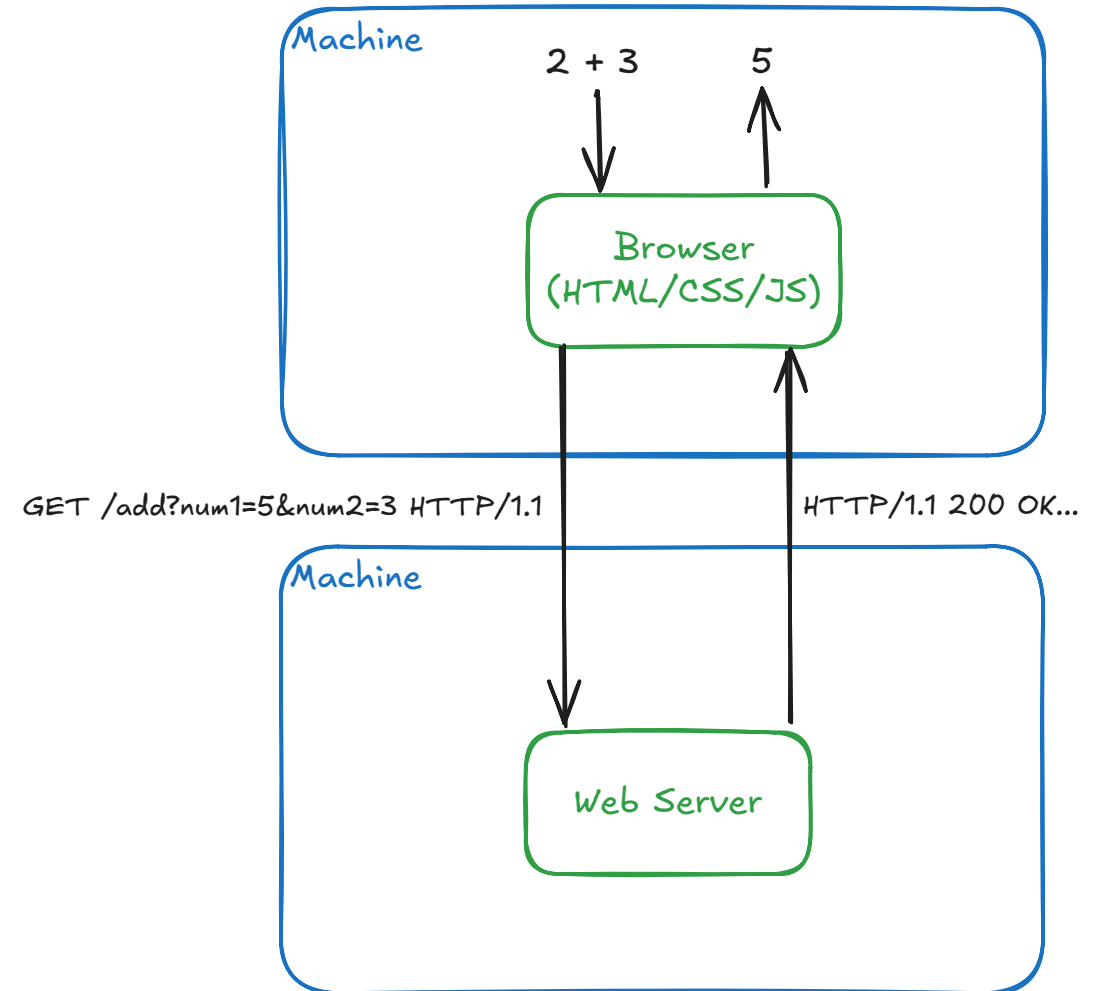 Machine
2 + 3
5
Browser
(HTML/CSS/JS)
GET /add?num1=5&num2=3 HTTP/1.1
HTTP/1.1 200 OK...
Machine
Web Server